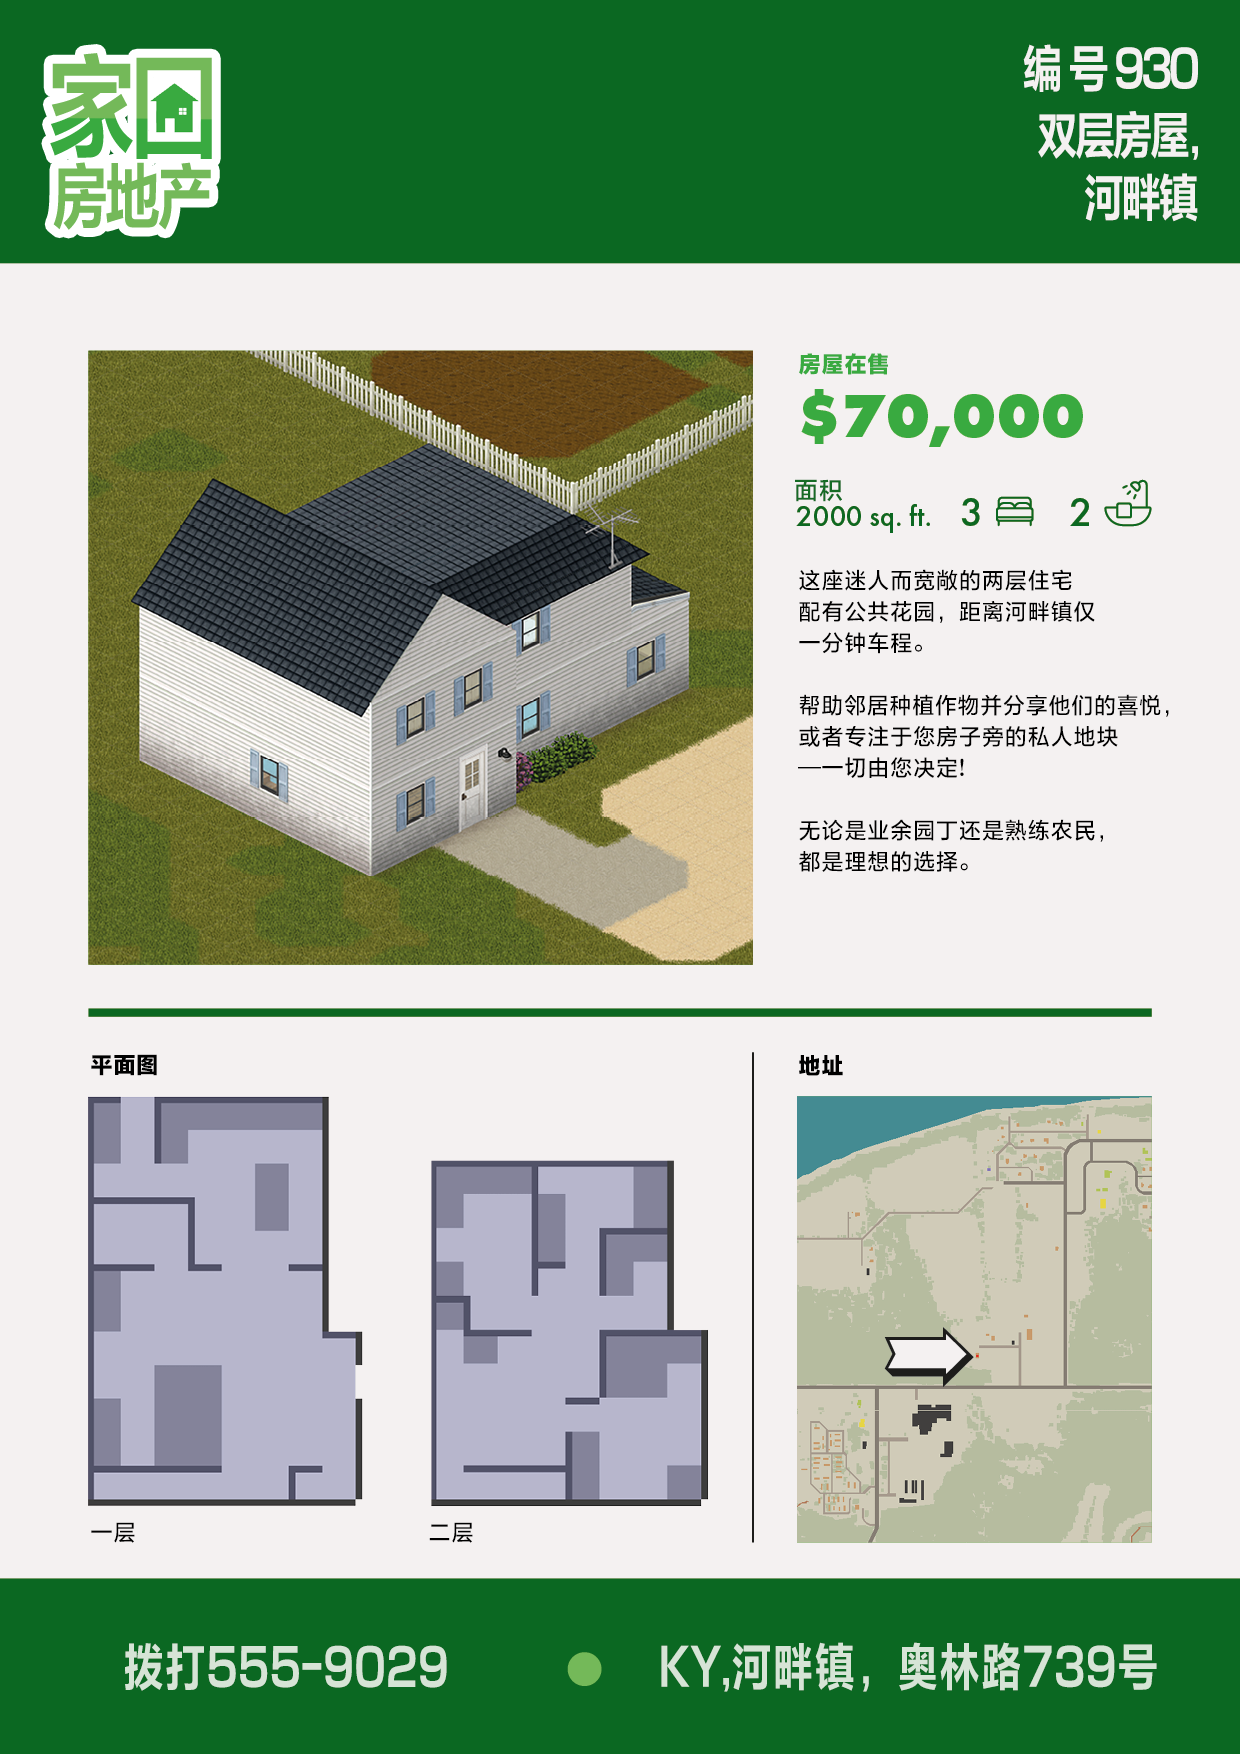 家园
房地产
编号930
双层房屋,
河畔镇
房屋在售
$70,000
面积
2000 sq. ft.
3
2
这座迷人而宽敞的两层住宅
配有公共花园，距离河畔镇仅
一分钟车程。
帮助邻居种植作物并分享他们的喜悦，
或者专注于您房子旁的私人地块
—一切由您决定!
无论是业余园丁还是熟练农民，
都是理想的选择。
平面图
地址
一层
二层
拨打555-9029
KY,河畔镇，奥林路739号